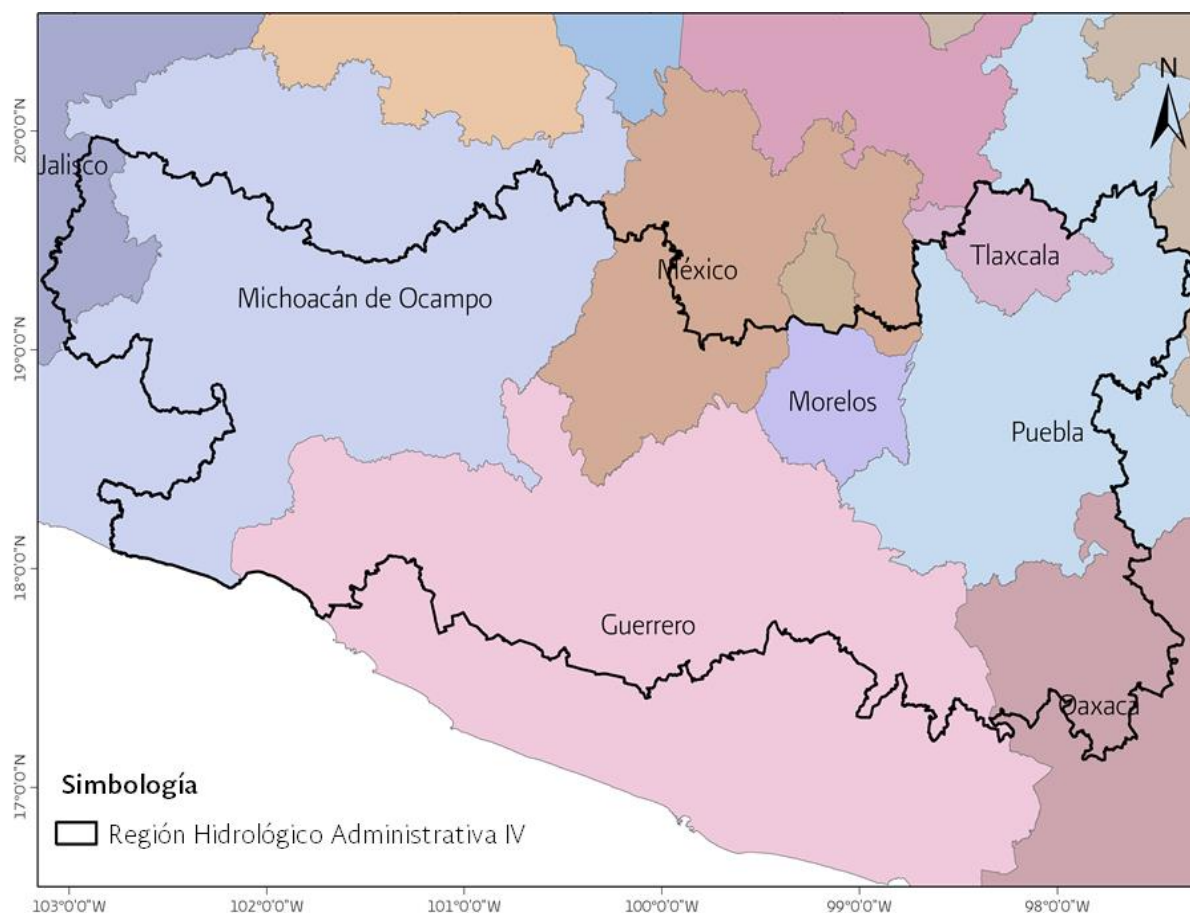 N
20°0'0"N
Jalisco
Tlaxcala
México
Michoacán de Ocampo
19°0'0"N
Morelos
Puebla
18°0'0"N
Guerrero
Oaxaca
17°0'0"N
Simbología
Región Hidrológico Administrativa IV
103°0'0"W
102°0'0"W
101°0'0"W
100°0'0"W
99°0'0"W
98°0'0"W